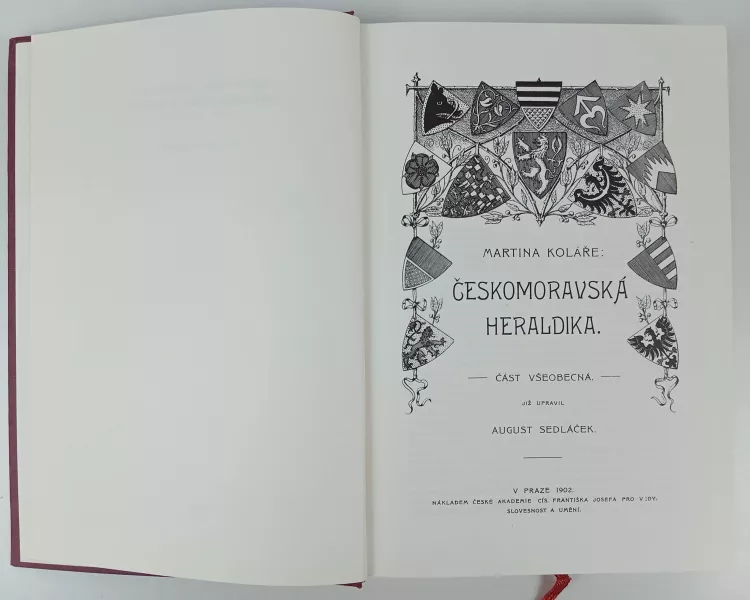 MARTINA KOLÁŘE:
ČESKOMORAVSKÁ
HERALDIKA.
ČÁST VŠEOBECNÁ.
JIŽ UPRAVIL
AUGUST SEDLÁČEK.
V PRAZE 1902.
NÁKLADEM ČESKÉ AKADEMIE CÍS. FRANTIŠKA JOSEFA PRO VĚDY,
SLOVESNOST A UMĚNÍ.